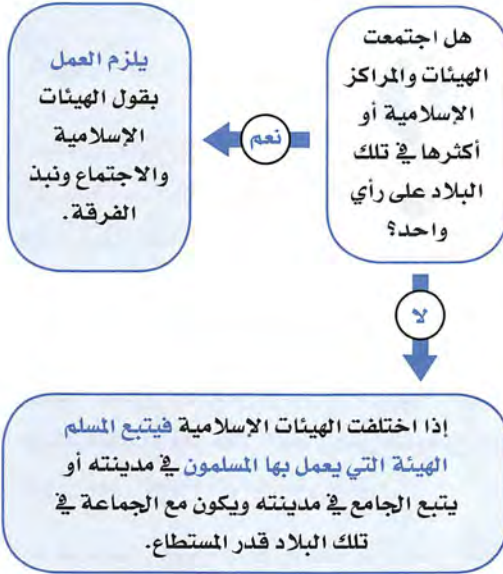 هل اجتمعت
الهيئات والمراكز
الإسلامية أو
أكثرها في تلك
البلاد على رأي
واحد؟
نعم
يلزم العمل
بقول الهيئات
الإسلامية
والاجتماع ونبذ
الفرقة.
لا
إذا اختلفت الهيئات الإسلامية فيتبع المسلم
الهيئة التي يعمل بها المسلمون في مدينته أو
يتبع الجامع في مدينته ويكون مع الجماعة في
تلك البلاد قدر المستطاع.